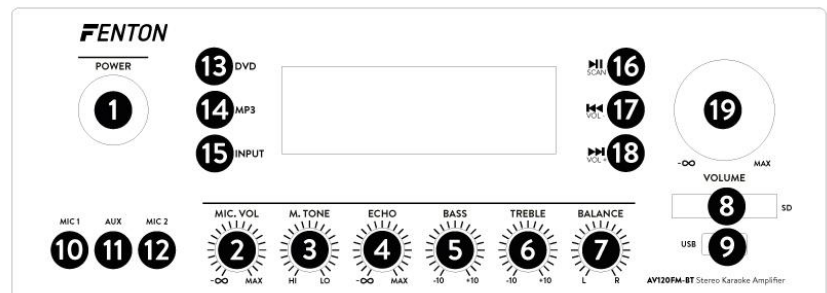 FENTON
POWER
1
13 DVD
14 MP3
15 INPUT
SCAN 16
VOL - 17
VOL + 18
19
-∞ MAX
VOLUME
8 SD
USB 9
MIC 1 AUX MIC 2
10 11 12
MIC. VOL M. TONE ECHO BASS TREBLE BALANCE
2 3 4 5 6 7
-∞ MAX HI LO -∞ MAX -10 +10 -10 +10 L R
AV120FM-BT Stereo Karaoke Amplifier